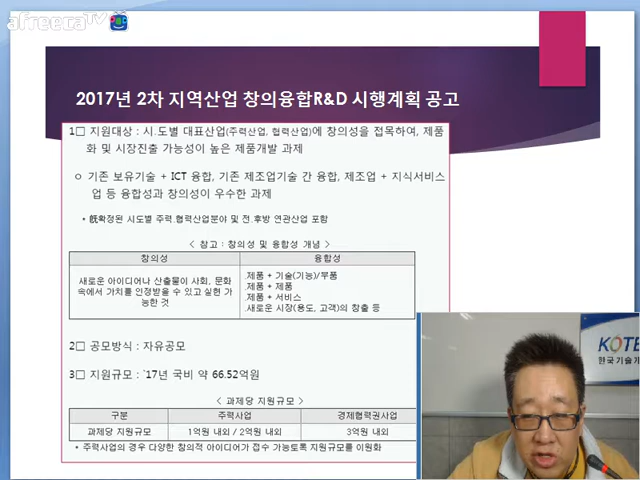 afreecaTV
2017년 2차 지역산업 창의융합R&D 시행계획 공고
1□ 지원대상 : 시.도별 대표산업(주력산업, 협력산업)에 창의성을 접목하여, 제품
화 및 시장진출 가능성이 높은 제품개발 과제
ㅇ 기존 보유기술 + ICT 융합, 기존 제조업기술 간 융합, 제조업 + 지식서비스
업 등 융합성과 창의성이 우수한 과제
* 旣확정된 시도별 주력.협력산업분야 및 전.후방 연관산업 포함
< 참고 : 창의성 및 융합성 개념 >
창의성 융합성
새로운 아이디어나 산출물이 사회, 문화
속에서 가치를 인정받을 수 있고 실현 가
능한 것
.제품 + 기술(기능)/부품
.제품 + 제품
.제품 + 서비스
.새로운 시장(용도, 고객)의 창출 등
2□ 공모방식 : 자유공모
3□ 지원규모 : `17년 국비 약 66.52억원
< 과제당 지원규모 >
구분 주력사업 경제협력권사업
과제당 지원규모 1억원 내외 / 2억원 내외 3억원 내외
* 주력사업의 경우 다양한 창의적 아이디어가 접수 가능토록 지원규모를 이원화
KOTE
한국기술거